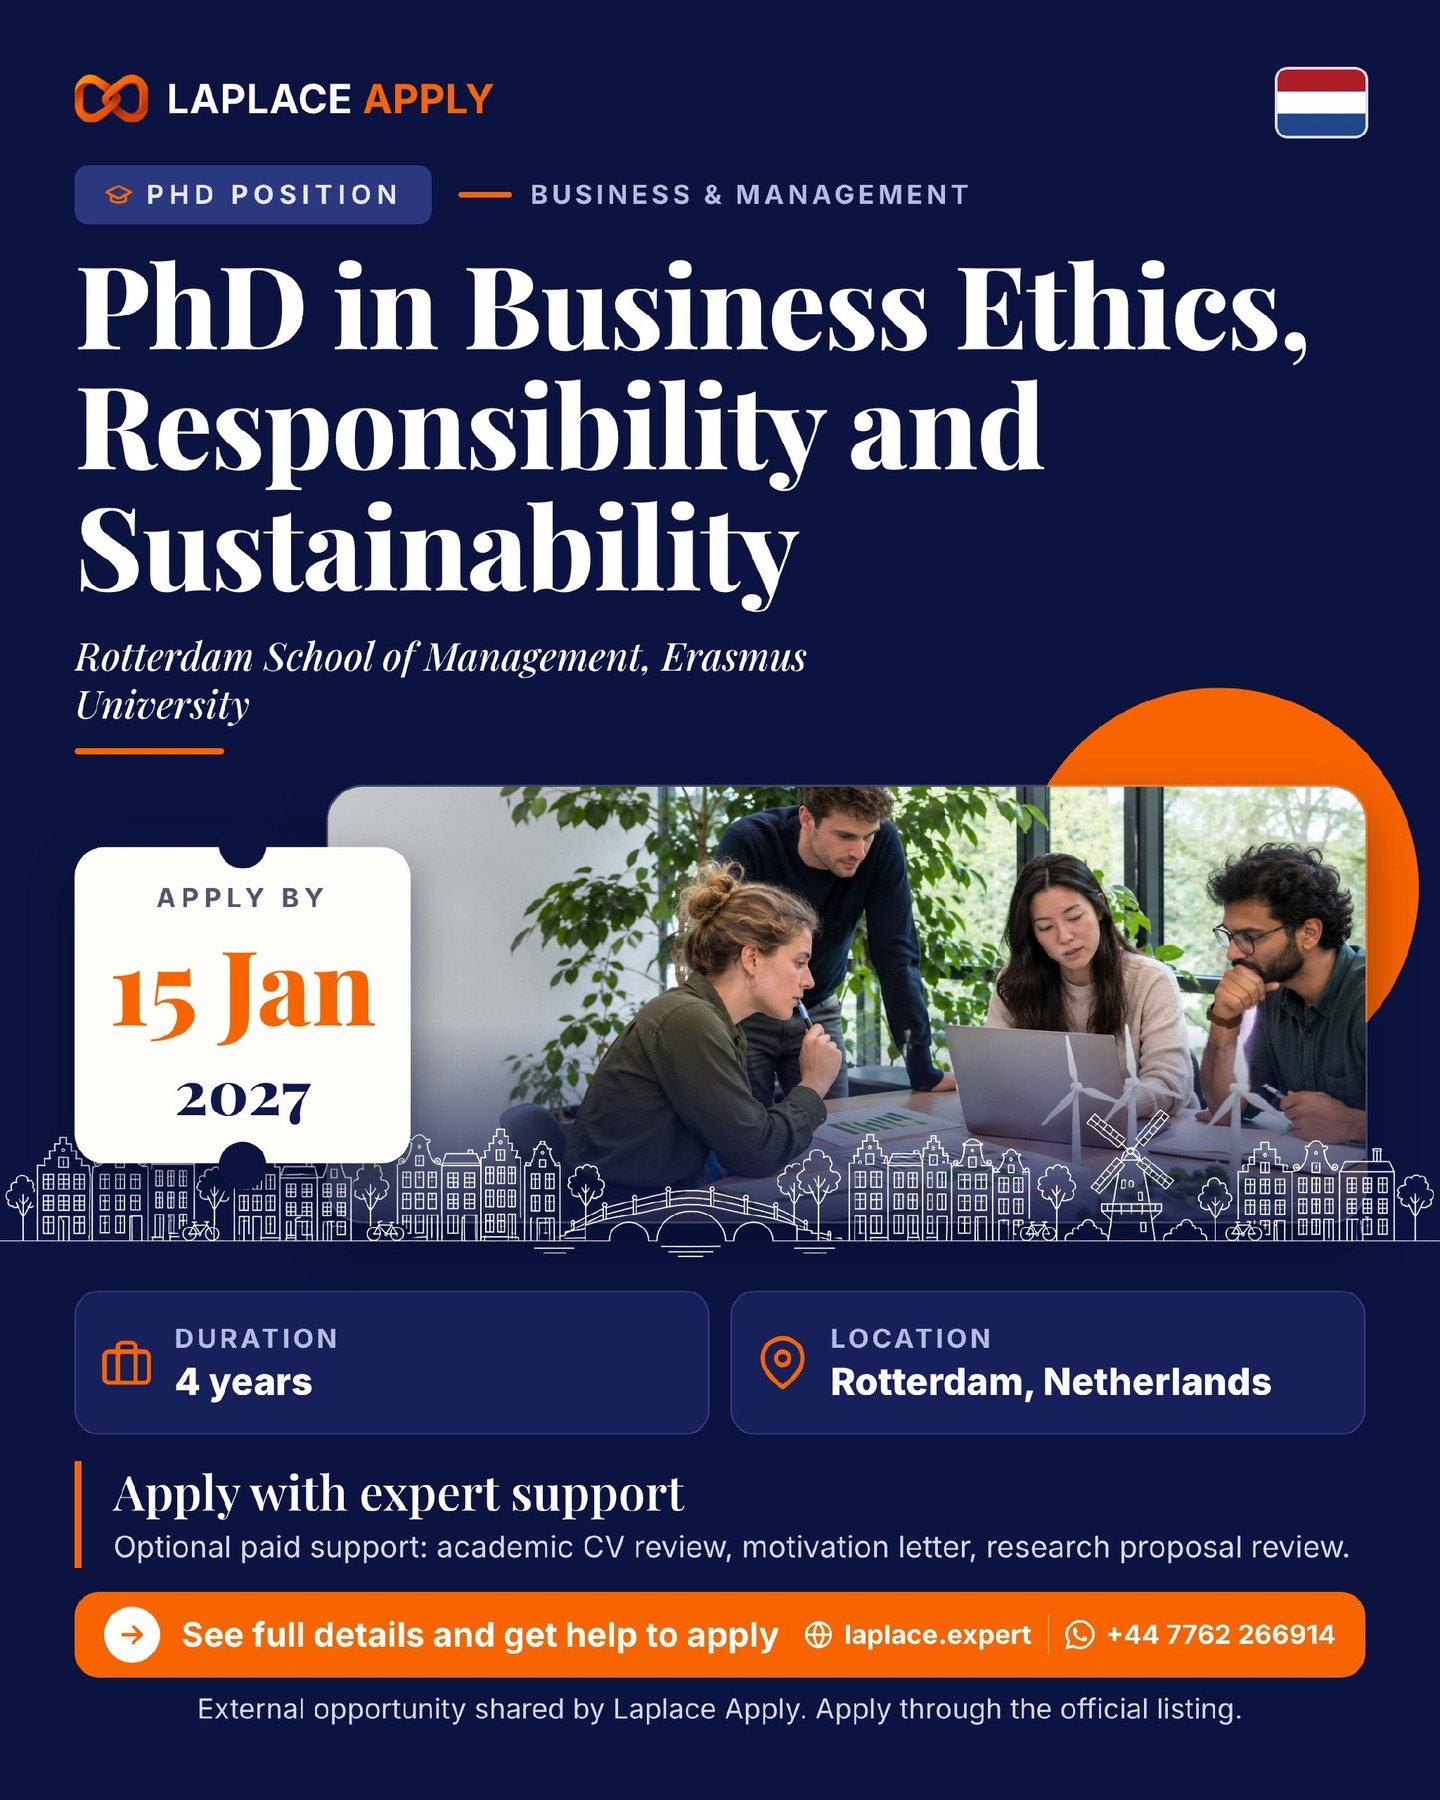 LAPLACE APPLY
PHD POSITION
BUSINESS & MANAGEMENT
PhD in Business Ethics,
Responsibility and
Sustainability
Rotterdam School of Management, Erasmus
University
APPLY BY
15 Jan
2027
DURATION
4 years
LOCATION
Rotterdam, Netherlands
Apply with expert support
Optional paid support: academic CV review, motivation letter, research proposal review.
See full details and get help to apply
laplace.expert
+44 7762 266914
External opportunity shared by Laplace Apply. Apply through the official listing.